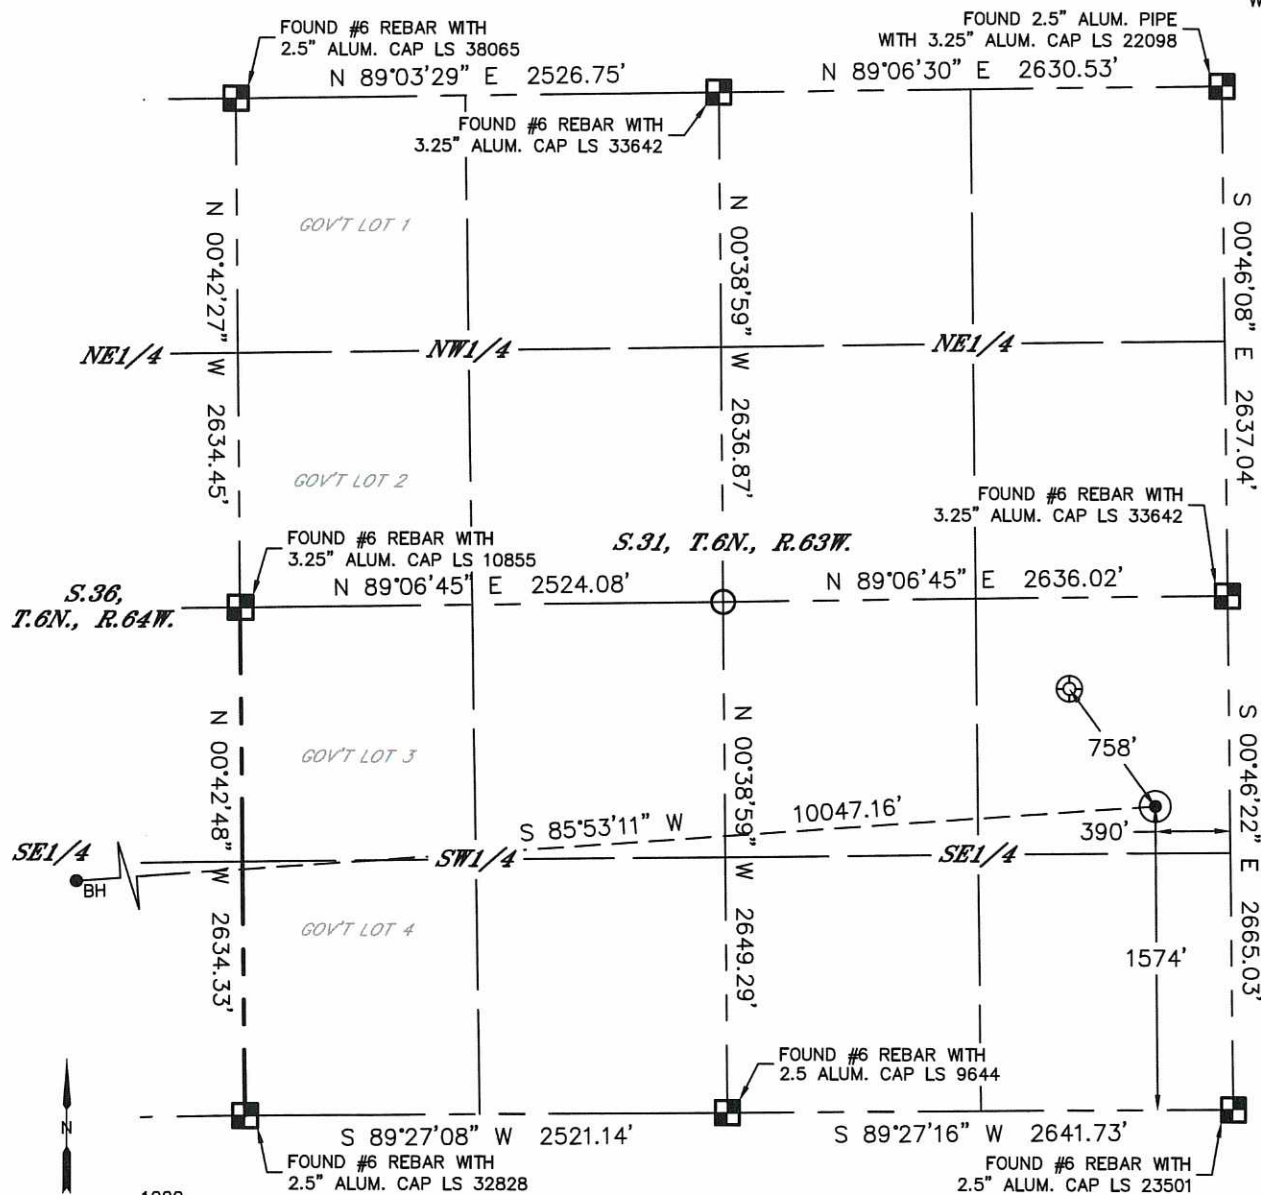 W
FOUND #6 REBAR WITH
2.5" ALUM. CAP LS 38065
FOUND 2.5" ALUM. PIPE
WITH 3.25" ALUM. CAP LS 22098
N 89°03'29" E 2526.75'
N 89°06'30" E 2630.53'
FOUND #6 REBAR WITH
3.25" ALUM. CAP LS 33642
GOV'T LOT 1
N 00°42'27" W 2634.45'
N 00°38'59" W 2636.87'
S 00°46'08" E 2637.04'
NE1/4
NW1/4
NE1/4
GOV'T LOT 2
FOUND #6 REBAR WITH
3.25" ALUM. CAP LS 33642
FOUND #6 REBAR WITH
3.25" ALUM. CAP LS 10855
S.31, T.6N., R.63W.
N 89°06'45" E 2524.08'
N 89°06'45" E 2636.02'
S.36,
T.6N., R.64W.
N 00°42'48" W 2634.33'
N 00°38'59" W 2649.29'
S 00°46'22" E 2665.03'
GOV'T LOT 3
758'
S 85°53'11" W 10047.16'
390'
SE1/4
SW1/4
SE1/4
BH
GOV'T LOT 4
1574'
FOUND #6 REBAR WITH
2.5 ALUM. CAP LS 9644
N
S 89°27'08" W 2521.14'
S 89°27'16" W 2641.73'
FOUND #6 REBAR WITH
2.5" ALUM. CAP LS 32828
FOUND #6 REBAR WITH
2.5" ALUM. CAP LS 23501